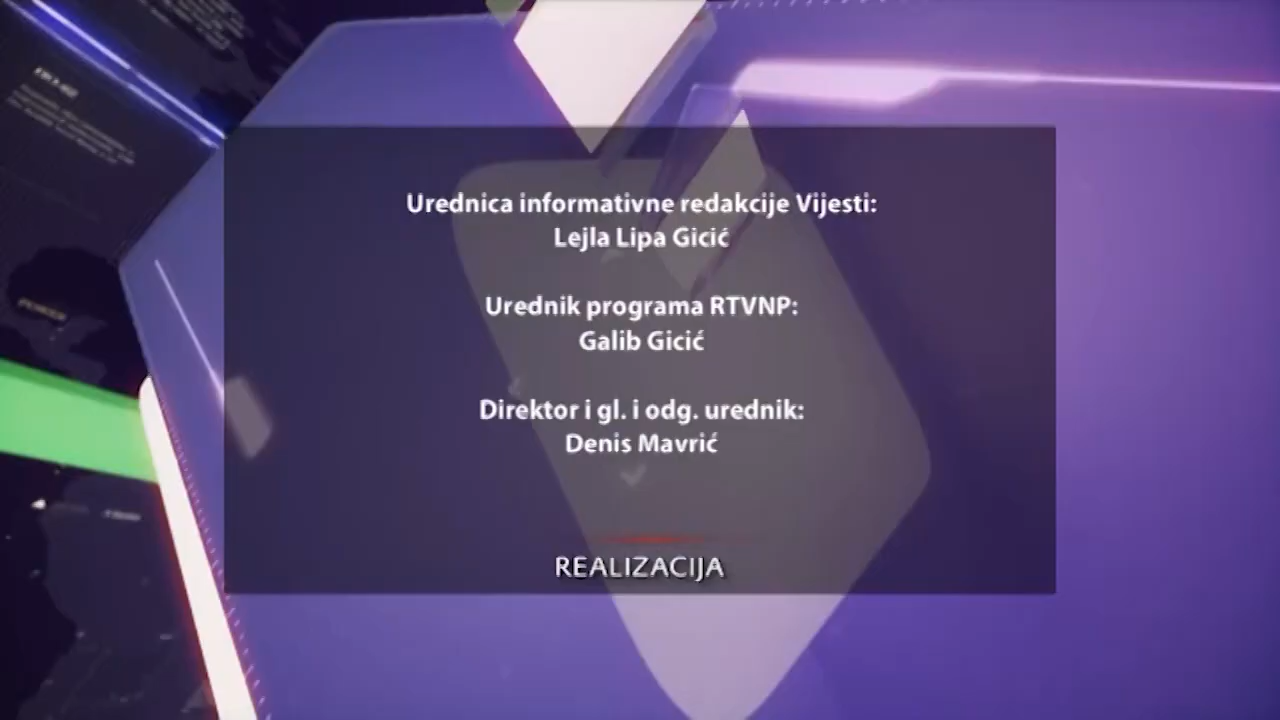 Urednica informativne redakcije Vijesti:
Lejla Lipa Gicić
Urednik programa RTVNP:
Galib Gicić
Direktor i gl. i odg. urednik:
Denis Mavrić
REALIZACIJA